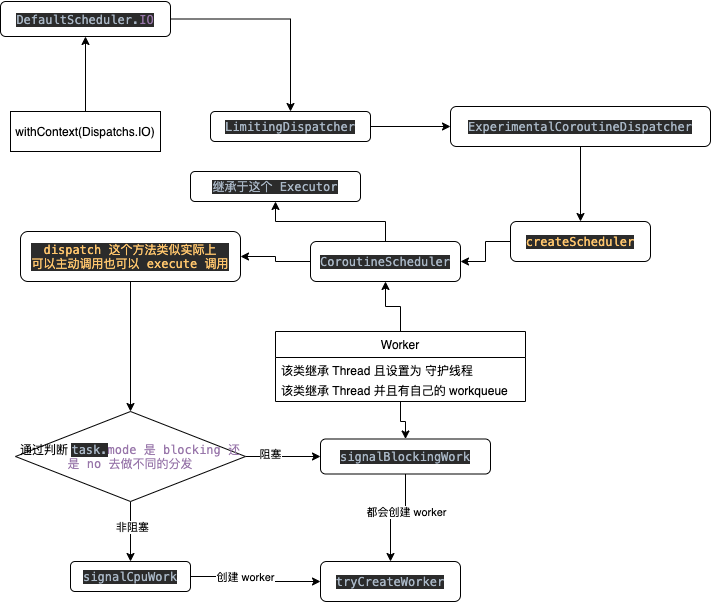 DefaultScheduler.IO
withContext(Dispatchs.IO)
LimitingDispatcher
ExperimentalCoroutineDispatcher
继承于这个 Executor
createScheduler
dispatch 这个方法类似实际上
可以主动调用也可以 execute 调用
CoroutineScheduler
Worker
该类继承 Thread 且设置为 守护线程
该类继承 Thread 并且有自己的 workqueue
通过判断 task.mode 是 blocking 还
是 no 去做不同的分发
阻塞
signalBlockingWork
都会创建 worker
非阻塞
signalCpuWork
创建 worker
tryCreateWorker